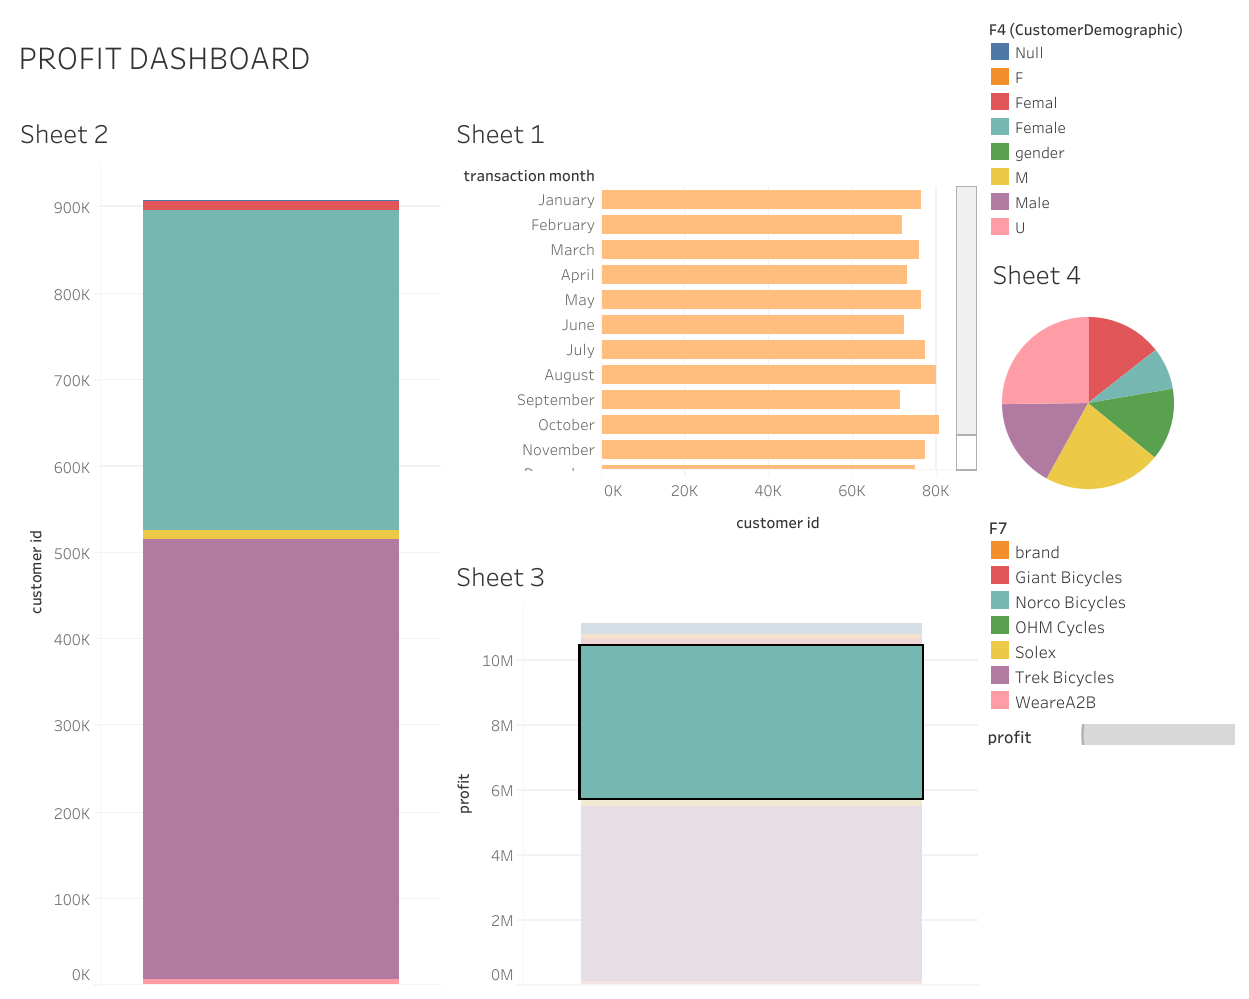 PROFIT DASHBOARD
Sheet 2
900K
800K
700K
600K
500K
400K
300K
200K
100K
0K
customer id
Sheet 1
transaction month
January
February
March
April
May
June
July
August
September
October
November
0K 20K 40K 60K 80K
customer id
Sheet 3
10M
8M
6M
4M
2M
0M
profit
F4 (CustomerDemographic)
Null
F
Femal
Female
gender
M
Male
U
Sheet 4
F7
brand
Giant Bicycles
Norco Bicycles
OHM Cycles
Solex
Trek Bicycles
WeareA2B
profit